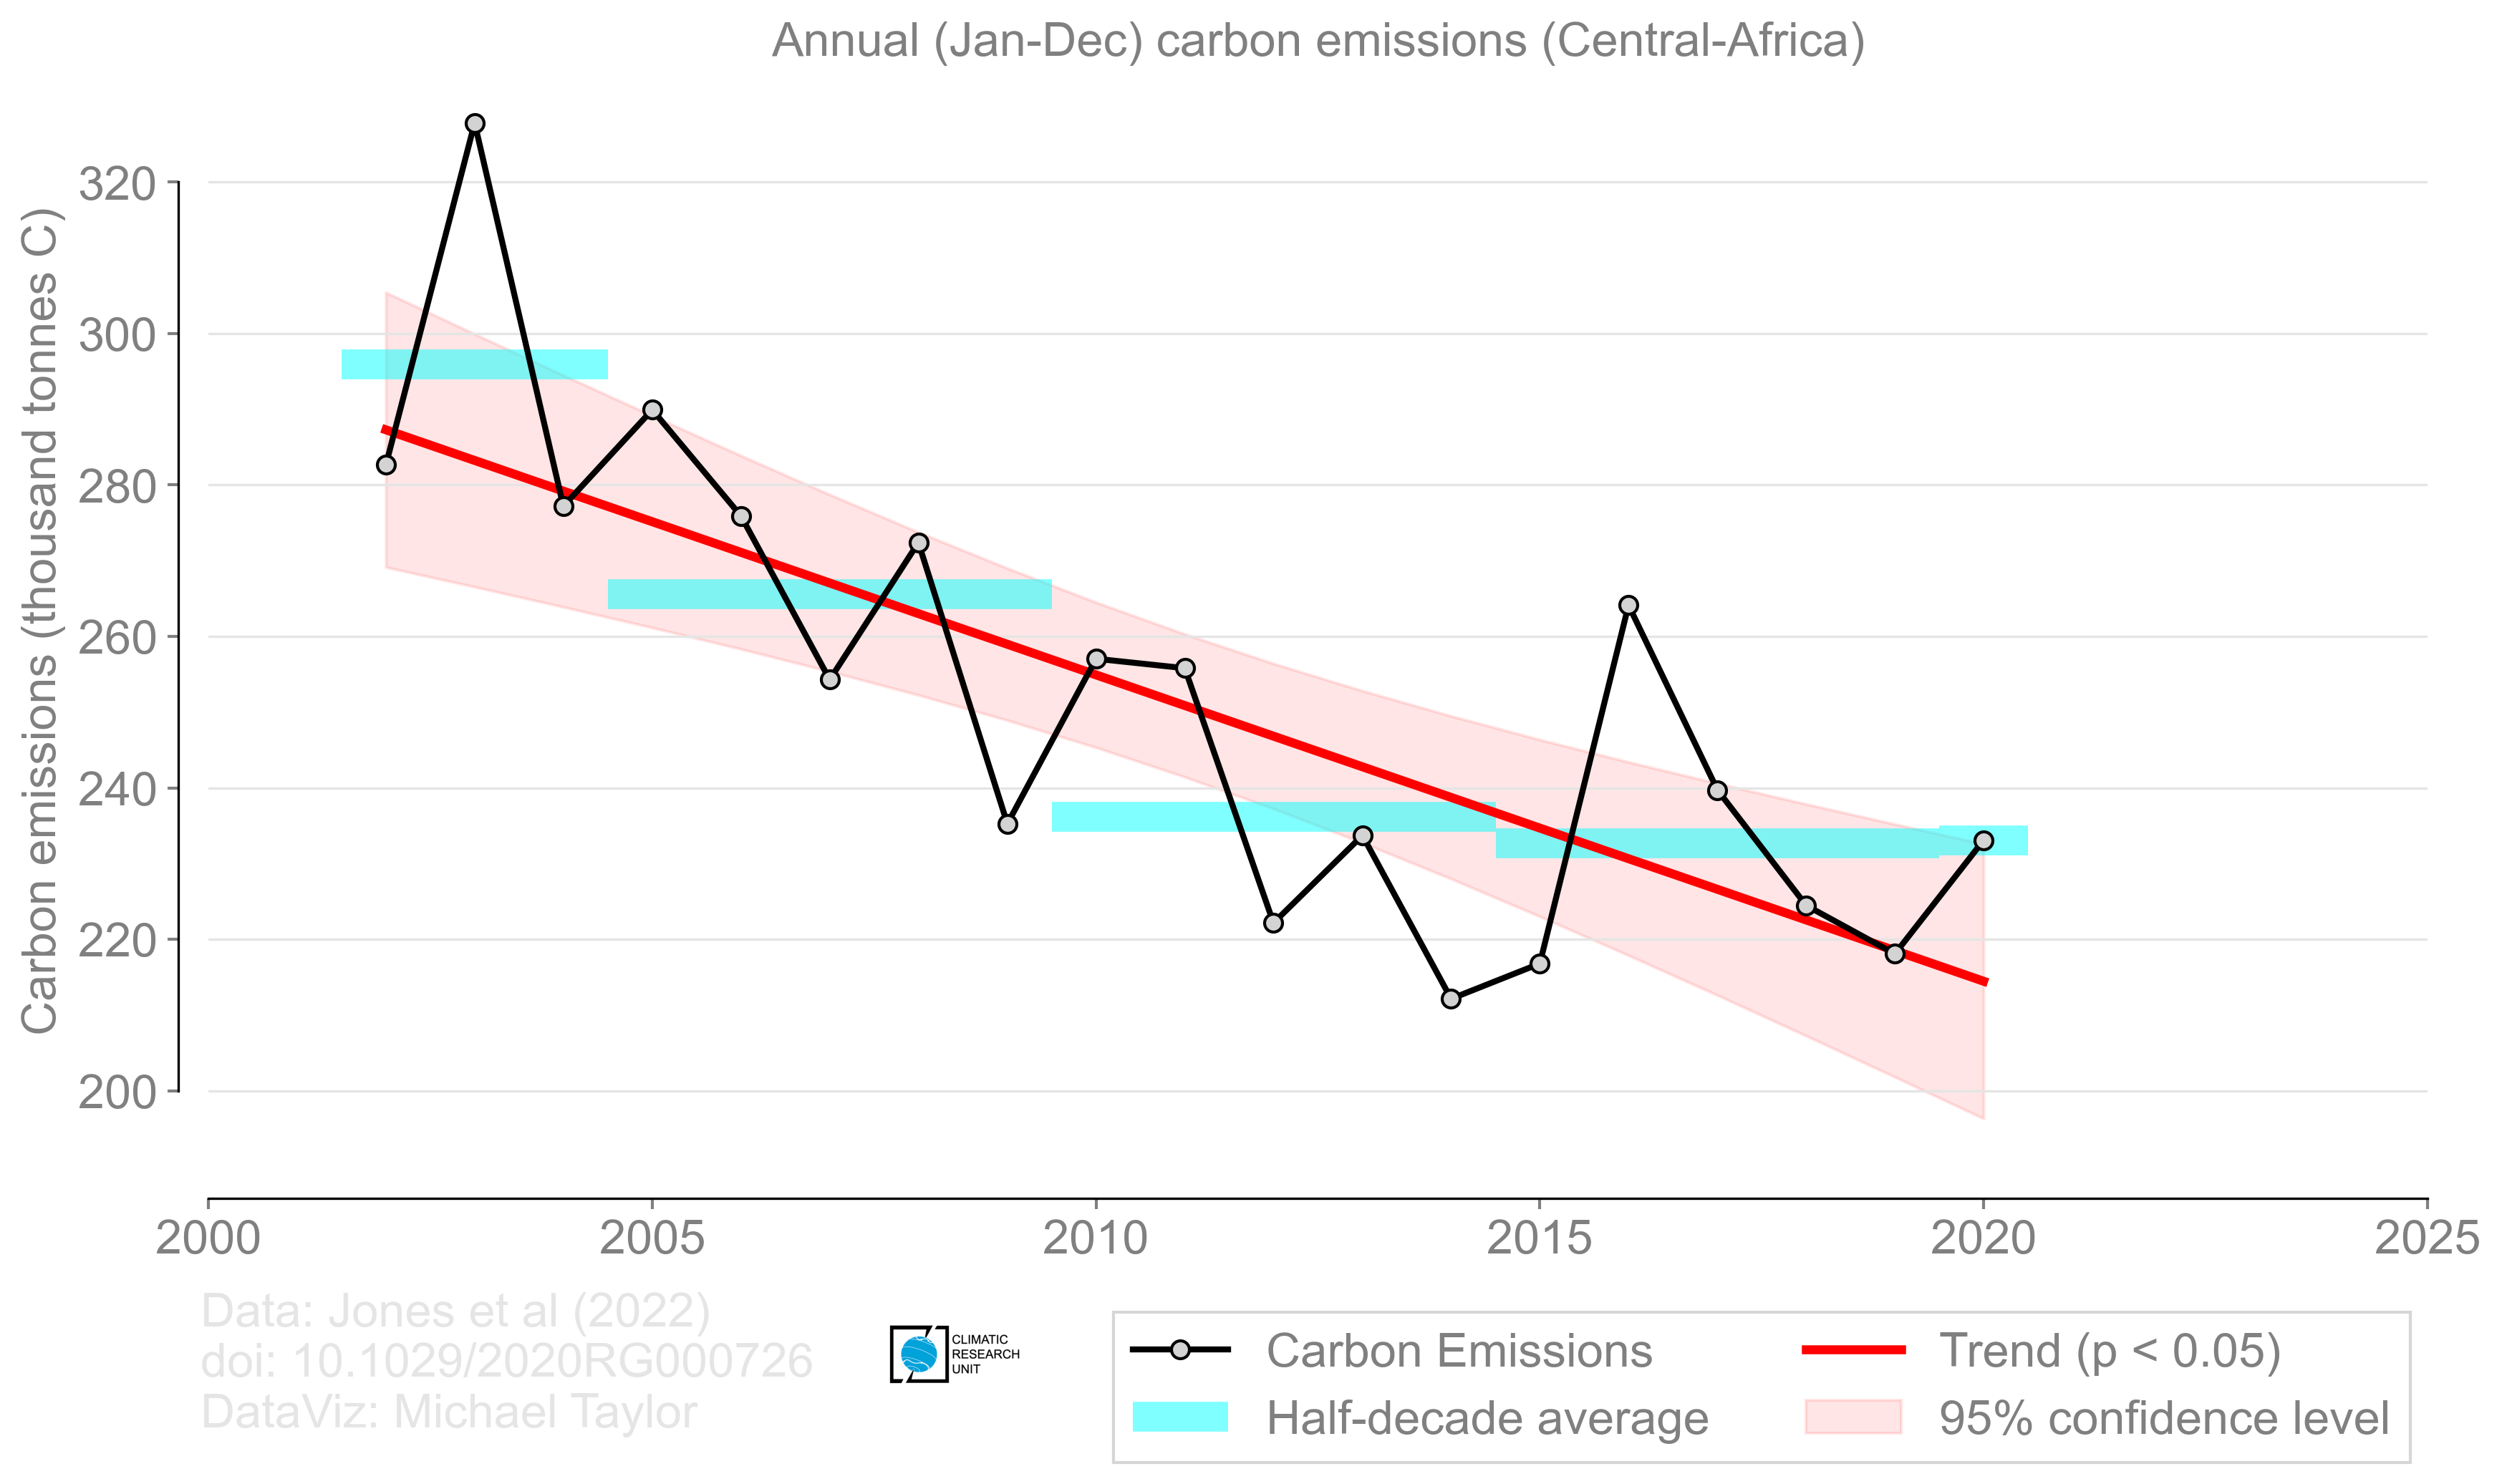 Annual (Jan-Dec) carbon emissions (Central-Africa)
Carbon emissions (thousand tonnes C)
320
300
280
260
240
220
200
2000
2005
2010
2015
2020
2025
Data: Jones et al (2022)
doi: 10.1029/2020RG000726
DataViz: Michael Taylor
CLIMATIC
RESEARCH
UNIT
Carbon Emissions
Half-decade average
Trend (p < 0.05)
95% confidence level